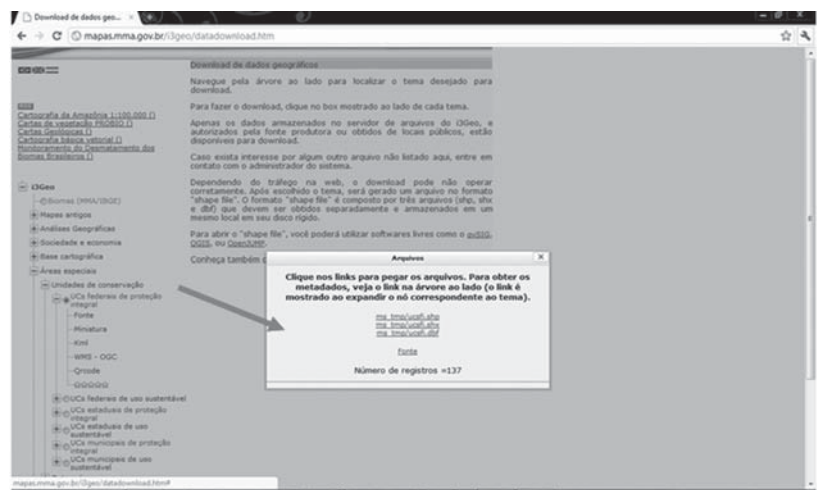 Download de dados geo...
mapas.mma.gov.br/i3geo/datadownload.htm
Cartografia da Amazônia 1:100.000 ()
Cartas de vegetação PROBIO ()
Cartas Geológicas ()
Cartografia básica vetorial ()
Monitoramento do Desmatamento dos
Biomas Brasileiros ()
i3Geo
Biomas (MMA/IBGE)
Mapas antigos
Análises Geográficas
Sociedade e economia
Base cartográfica
Áreas especiais
Unidades de conservação
UCs federais de proteção
integral
Fonte
Miniatura
Kml
WMS - OGC
Qrcode
UCs federais de uso sustentável
UCs estaduais de proteção
integral
UCs estaduais de uso
sustentável
UCs municipais de proteção
integral
UCs municipais de uso
sustentável
Download de dados geográficos
Navegue pela árvore ao lado para localizar o tema desejado para
download.
Para fazer o download, clique no box mostrado ao lado de cada tema.
Apenas os dados armazenados no servidor de arquivos do i3Geo, e
autorizados pela fonte produtora ou obtidos de locais públicos, estão
disponíveis para download.
Caso exista interesse por algum outro arquivo não listado aqui, entre em
contato com o administrador do sistema.
Dependendo do tráfego na web, o download pode não operar
corretamente. Após escolhido o tema, será gerado um arquivo no formato
"shape file". O formato "shape file" é composto por três arquivos (shp, shx
e dbf) que devem ser obtidos separadamente e armazenados em um
mesmo local em seu disco rígido.
Para abrir o "shape file", você poderá utilizar softwares livres como o gvSIG,
QGIS, ou OpenJUMP.
Conheça também
Arquivos
X
Clique nos links para pegar os arquivos. Para obter os
metadados, veja o link na árvore ao lado (o link é
mostrado ao expandir o nó correspondente ao tema).
ms_tmp/ucsfi.shp
ms_tmp/ucsfi.shx
ms_tmp/ucsfi.dbf
Fonte
Número de registros =137
mapas.mma.gov.br/i3geo/datadownload.htm#